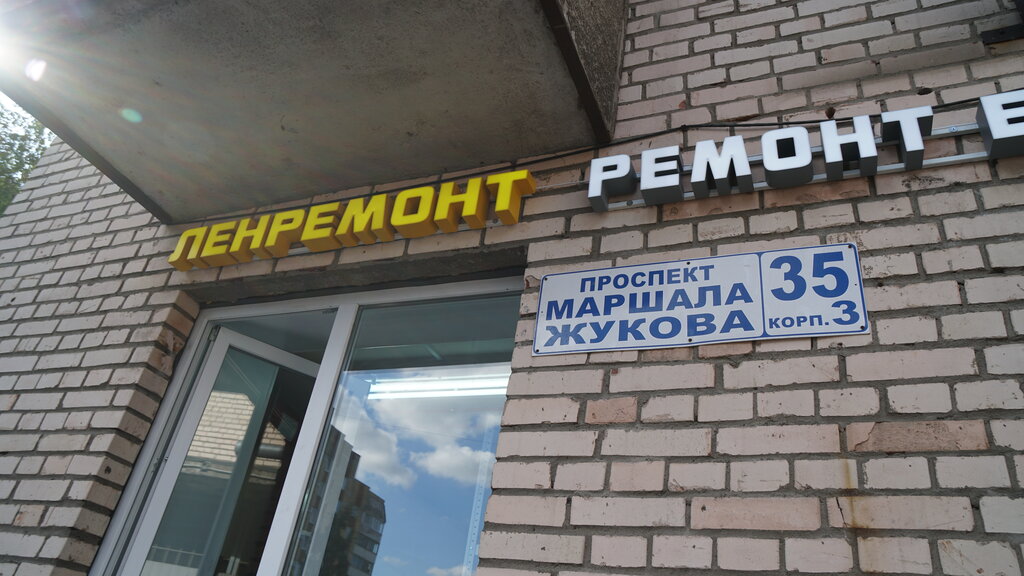 ЛЕНРЕМОНТ
РЕМОНТ
ПРОСПЕКТ
МАРШАЛА
ЖУКОВА
35
КОРП. 3